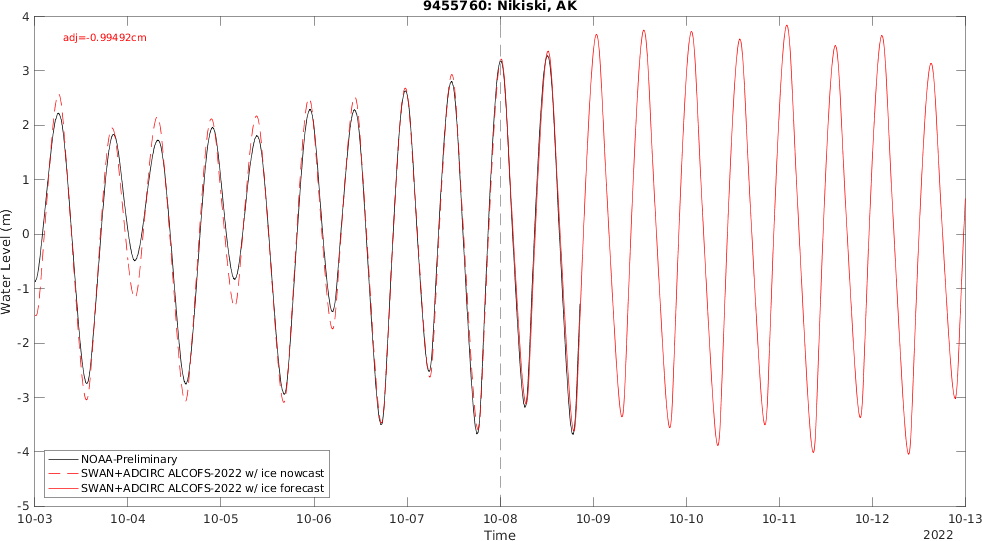 9455760: Nikiski, AK
adj=-0.99492cm
4
3
2
1
0
-1
-2
-3
-4
-5
Water Level (m)
NOAA-Preliminary
SWAN+ADCIRC ALCOFS-2022 w/ ice nowcast
SWAN+ADCIRC ALCOFS-2022 w/ ice forecast
10-03 10-04 10-05 10-06 10-07 10-08 10-09 10-10 10-11 10-12 10-13
Time
2022